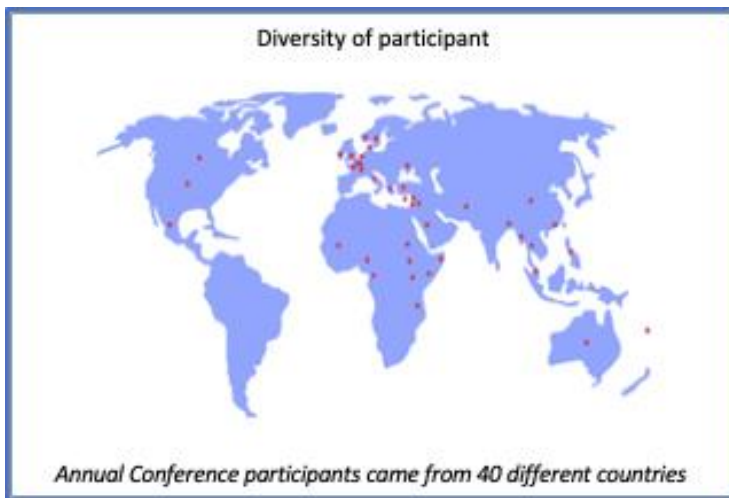 Diversity of participant
Annual Conference participants came from 40 different countries